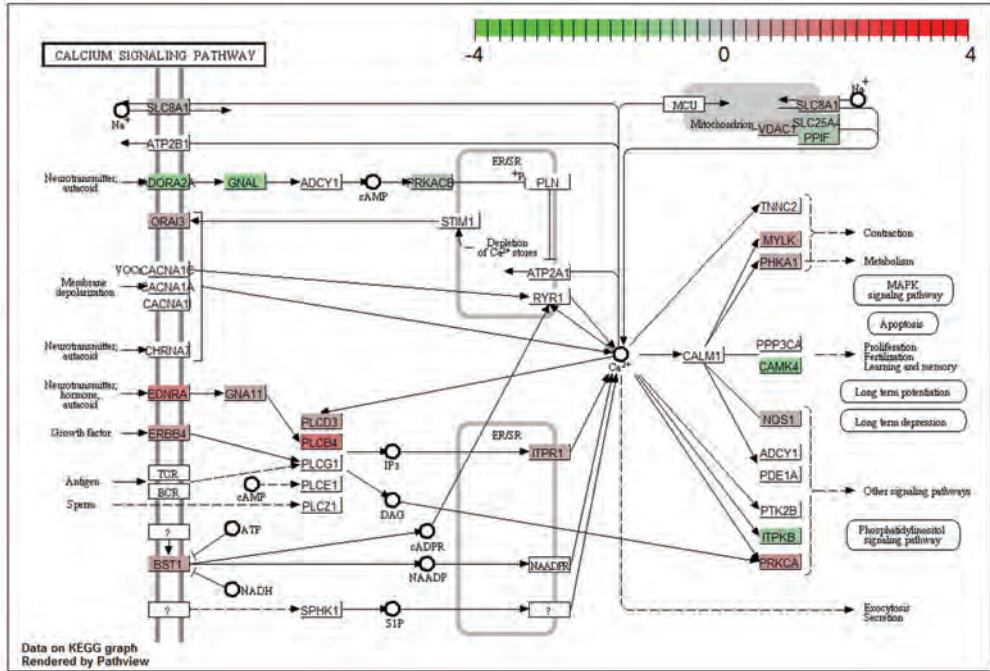 -4 0 4
CALCIUM SIGNALING PATHWAY
Na+
SLC8A1
ATP2B1
MCU
SLC8A1
Na+
Mitochondrion
VDAC1
SLC25A4
PPIF
Neurotransmitter,
autacoid
DORA2A
GNAL
ADCY1
cAMP
PRKACB
ER/SR
+p
PLN
ORAI3
STIM1
Depletion
of Ca2+ stores
ATP2A1
RYR1
TNNC2
MYLK
PHKA1
Contraction
Metabolism
MAPK
signaling pathway
Apoptosis
Membrane
depolarization
CACNA1A
CACNA1
Neurotransmitter,
autacoid
CHRNA7
Ca2+
CALM1
PPP3CA
CAMK4
Proliferation
Fertilization
Learning and memory
Long term potentiation
Long term depression
Neurotransmitter,
hormone,
autacoid
EDNRA
GNA11
PLCD3
PLCB4
Growth factor
ERBB4
PLCG1
IP3
ER/SR
ITPR1
NOS1
ADCY1
PDE1A
Other signaling pathways
Antigen
TCR
BCR
cAMP
PLCE1
Sperm
PLCZ1
DAG
PTK2B
ITPKB
PRKCA
Phosphatidylinositol
signaling pathway
?
ATP
cADPR
BST1
NAADP
NAADPR
NADH
?
SPHK1
S1P
?
Exocytosis
Secretion
Data on KEGG graph
Rendered by Pathview